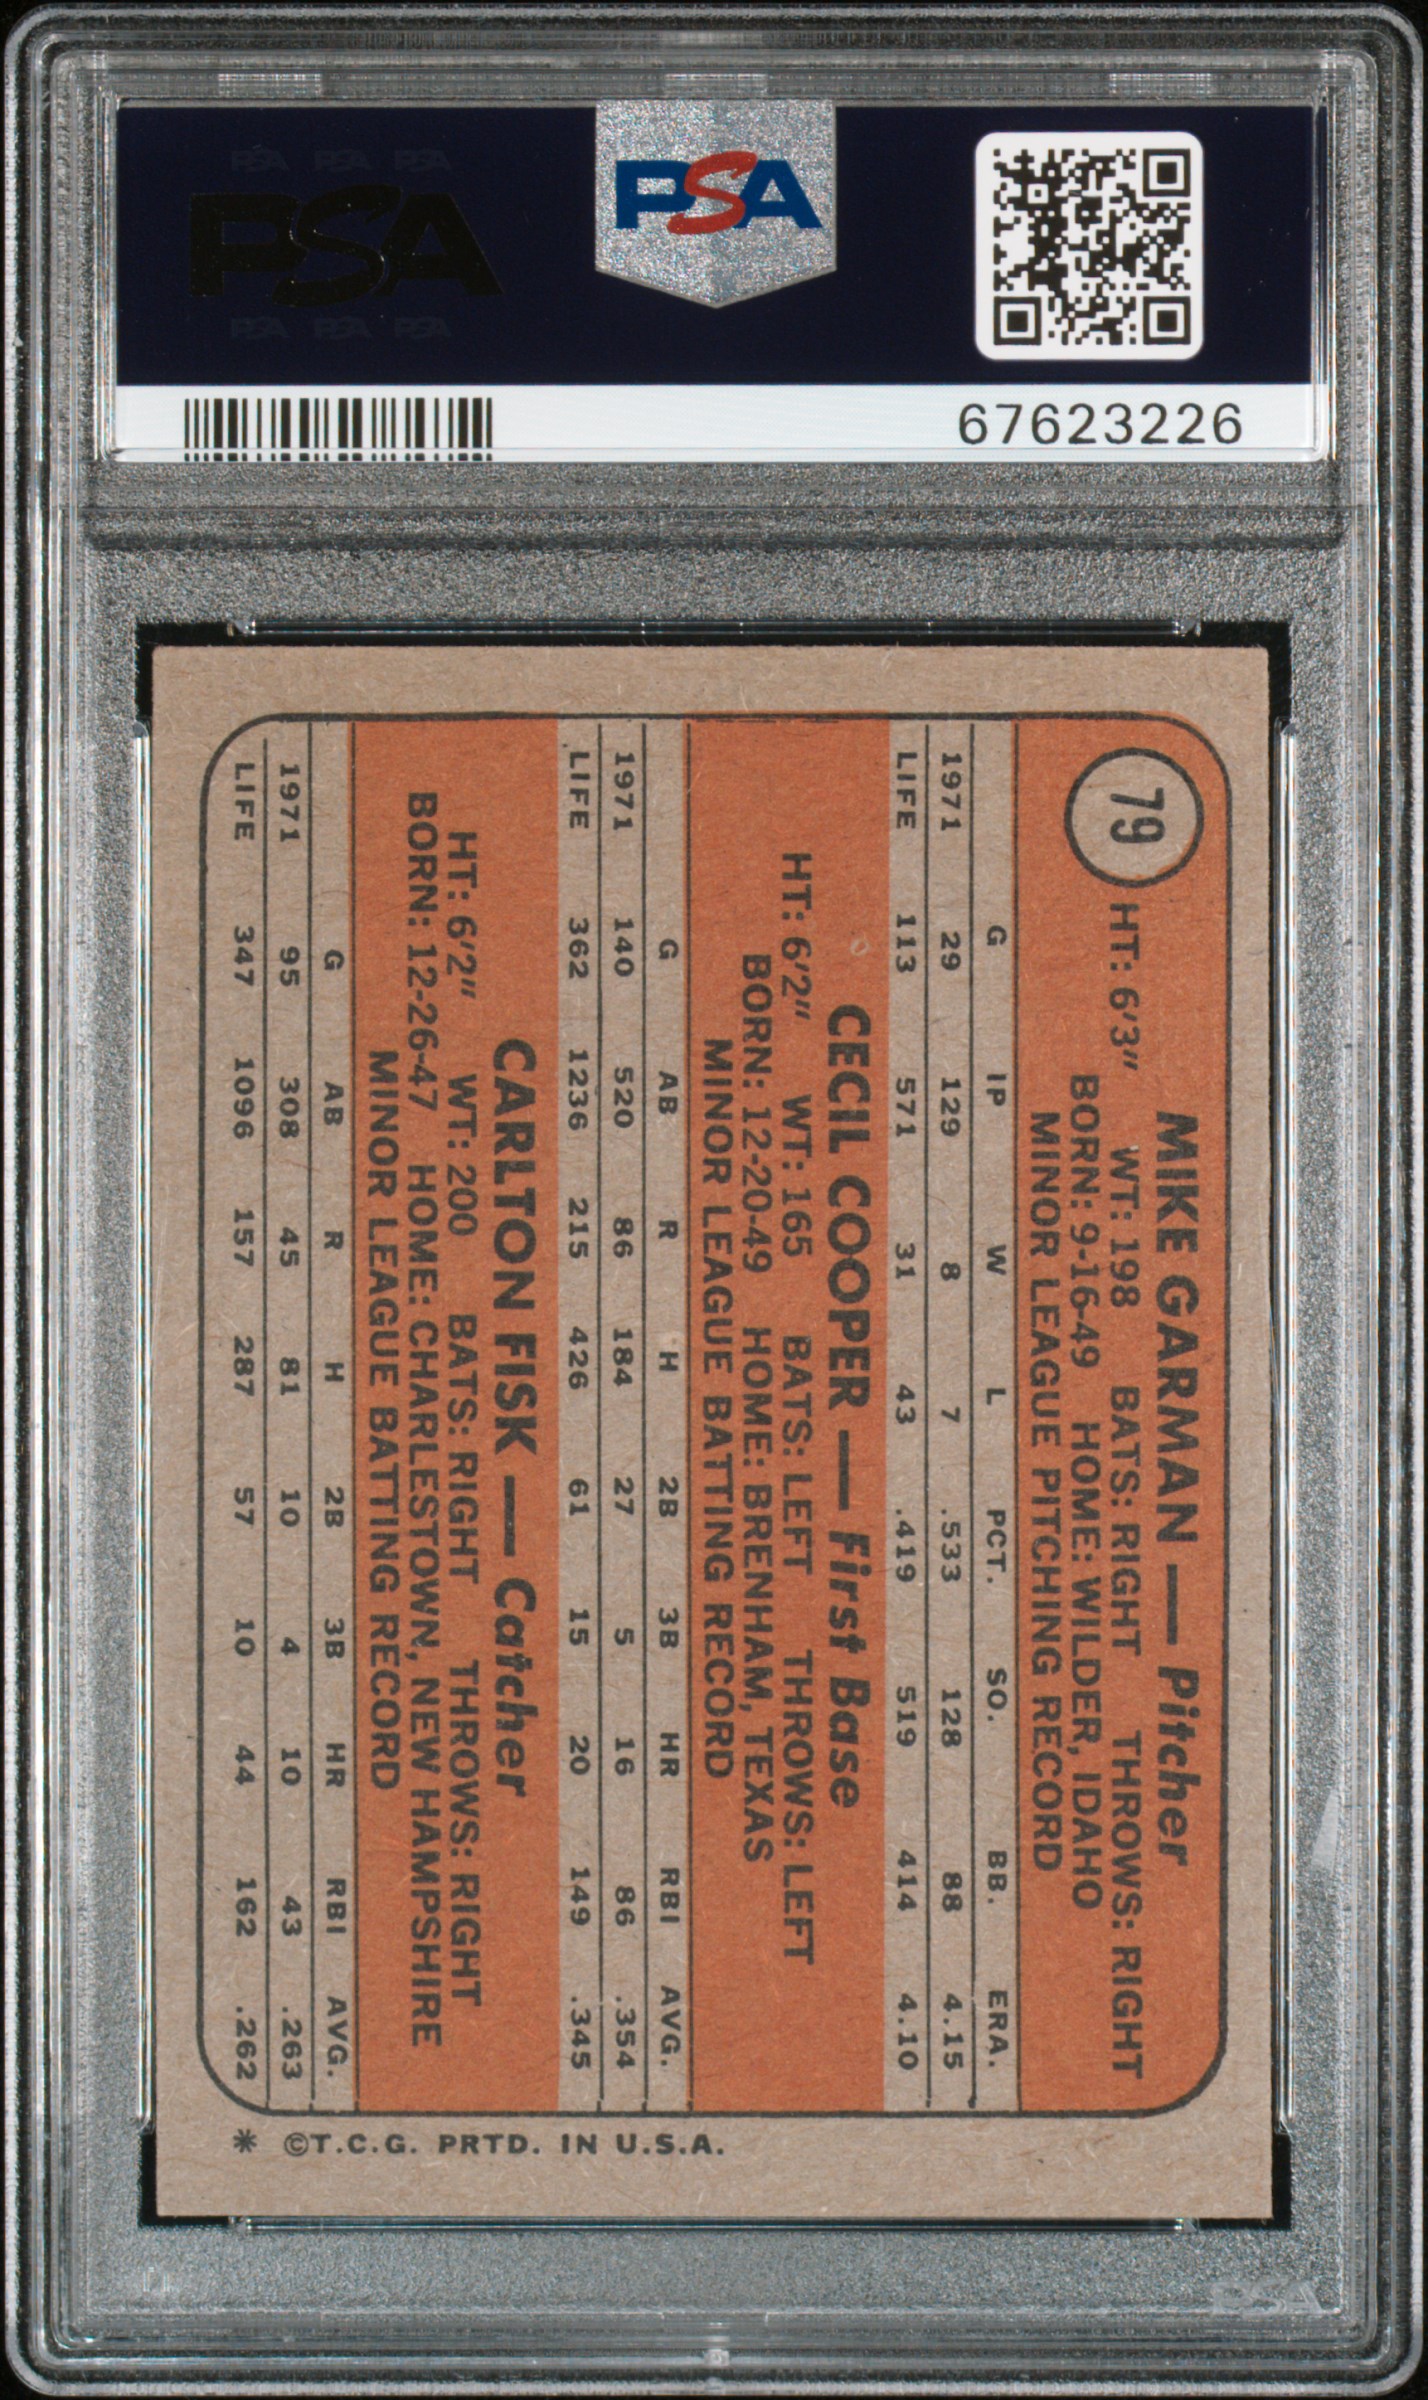 PSA PSA PSA
PSA
PSA PSA PSA
PSA
67623226
79
MIKE GARMAN — Pitcher
HT: 6'3" WT: 198 BATS: RIGHT THROWS: RIGHT
BORN: 9-16-49 HOME: WILDER, IDAHO
MINOR LEAGUE PITCHING RECORD
G IP W L PCT. SO. BB. ERA.
1971 29 129 8 7 .533 128 88 4.15
LIFE 113 571 31 43 .419 519 414 4.10
CECIL COOPER — First Base
HT: 6'2" WT: 165 BATS: LEFT THROWS: LEFT
BORN: 12-20-49 HOME: BRENHAM, TEXAS
MINOR LEAGUE BATTING RECORD
G AB R H 2B 3B HR RBI AVG.
1971 140 520 86 184 27 5 16 86 .354
LIFE 362 1236 215 426 61 15 20 149 .345
CARLTON FISK — Catcher
HT: 6'2" WT: 200 BATS: RIGHT THROWS: RIGHT
BORN: 12-26-47 HOME: CHARLESTOWN, NEW HAMPSHIRE
MINOR LEAGUE BATTING RECORD
G AB R H 2B 3B HR RBI AVG.
1971 95 308 45 81 10 4 10 43 .263
LIFE 347 1096 157 287 57 10 44 162 .262
* ©T.C.G. PRTD. IN U.S.A.
PSA